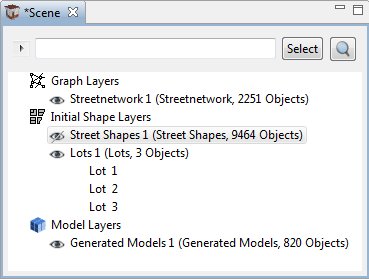 *Scene
Select
Graph Layers
Streetnetwork 1 (Streetnetwork, 2251 Objects)
Initial Shape Layers
Street Shapes 1 (Street Shapes, 9464 Objects)
Lots 1 (Lots, 3 Objects)
Lot 1
Lot 2
Lot 3
Model Layers
Generated Models 1 (Generated Models, 820 Objects)